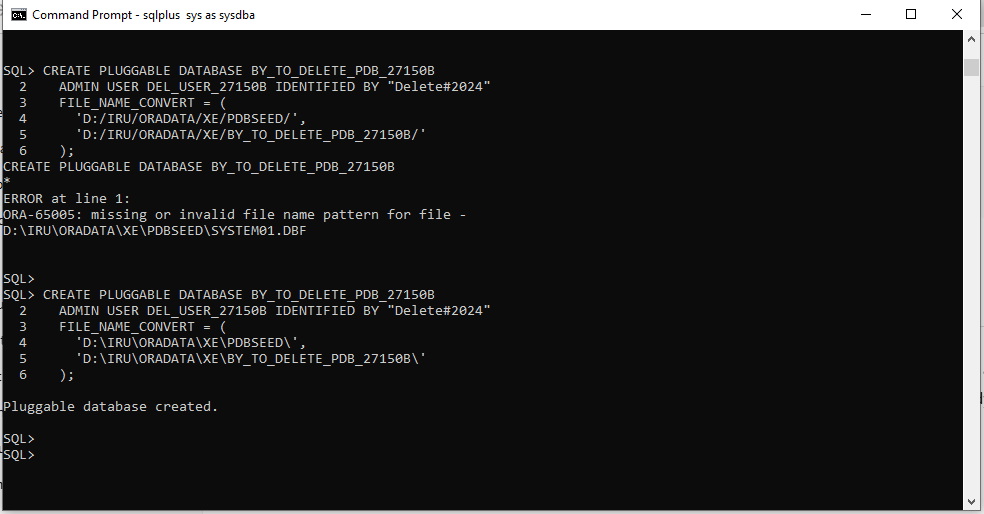 Command Prompt - sqlplus sys as sysdba
SQL> CREATE PLUGGABLE DATABASE BY_TO_DELETE_PDB_27150B
  2    ADMIN USER DEL_USER_27150B IDENTIFIED BY "Delete#2024"
  3    FILE_NAME_CONVERT = (
  4      'D:/IRU/ORADATA/XE/PDBSEED/',
  5      'D:/IRU/ORADATA/XE/BY_TO_DELETE_PDB_27150B/'
  6    );
CREATE PLUGGABLE DATABASE BY_TO_DELETE_PDB_27150B
*
ERROR at line 1:
ORA-65005: missing or invalid file name pattern for file -
D:\IRU\ORADATA\XE\PDBSEED\SYSTEM01.DBF
SQL>
SQL> CREATE PLUGGABLE DATABASE BY_TO_DELETE_PDB_27150B
  2    ADMIN USER DEL_USER_27150B IDENTIFIED BY "Delete#2024"
  3    FILE_NAME_CONVERT = (
  4      'D:\IRU\ORADATA\XE\PDBSEED\',
  5      'D:\IRU\ORADATA\XE\BY_TO_DELETE_PDB_27150B\'
  6    );
Pluggable database created.
SQL>
SQL>